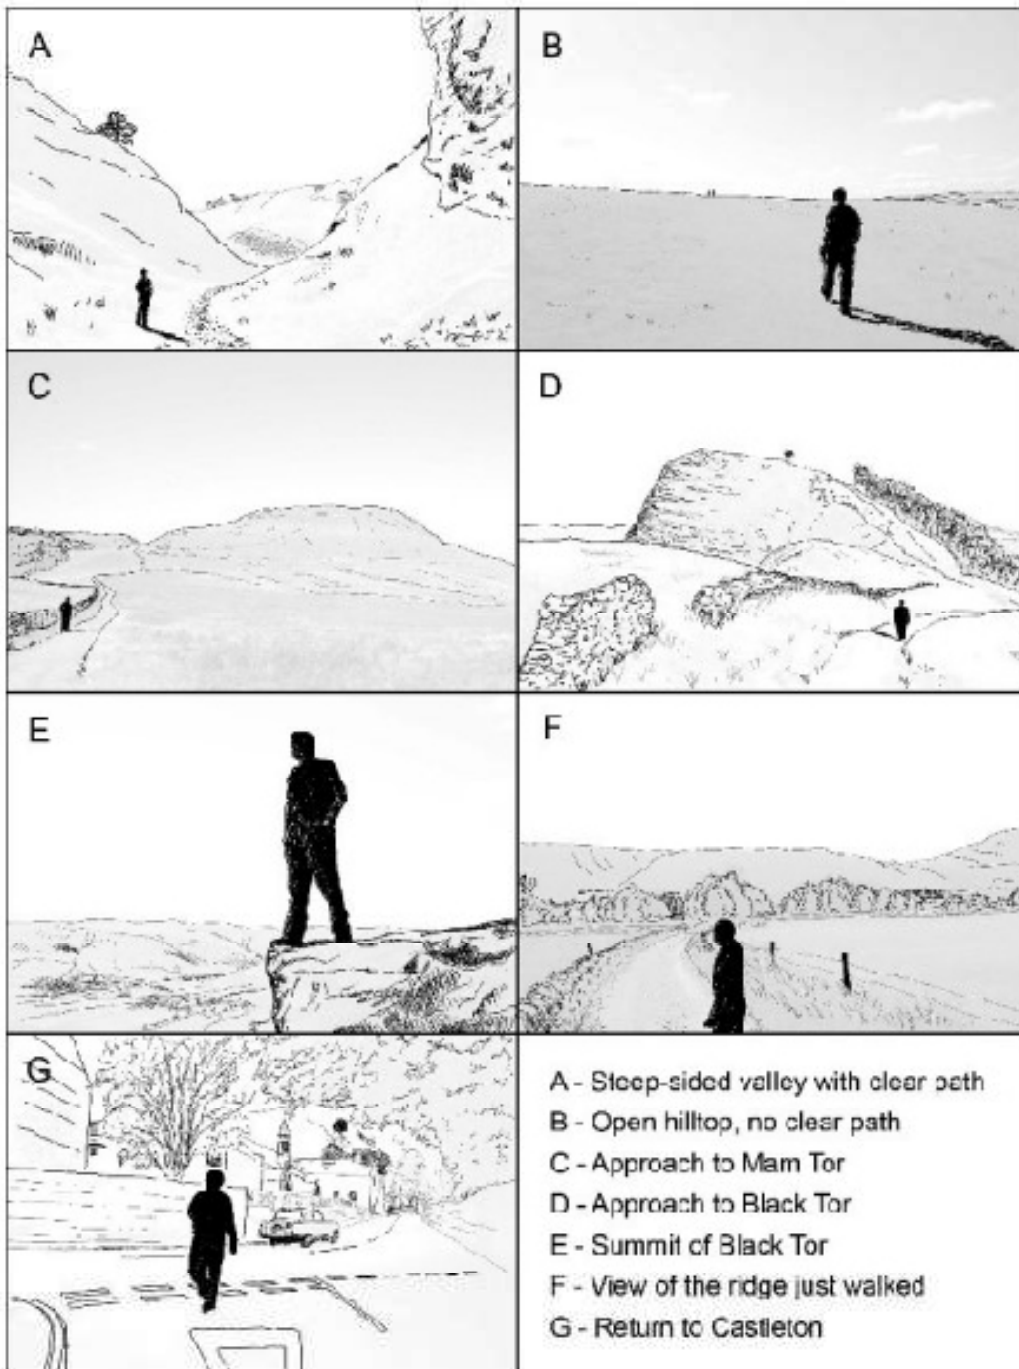 A
B
C
D
E
F
G
A - Steep-sided valley with clear path
B - Open hilltop, no clear path
C - Approach to Mam Tor
D - Approach to Black Tor
E - Summit of Black Tor
F - View of the ridge just walked
G - Return to Castleton